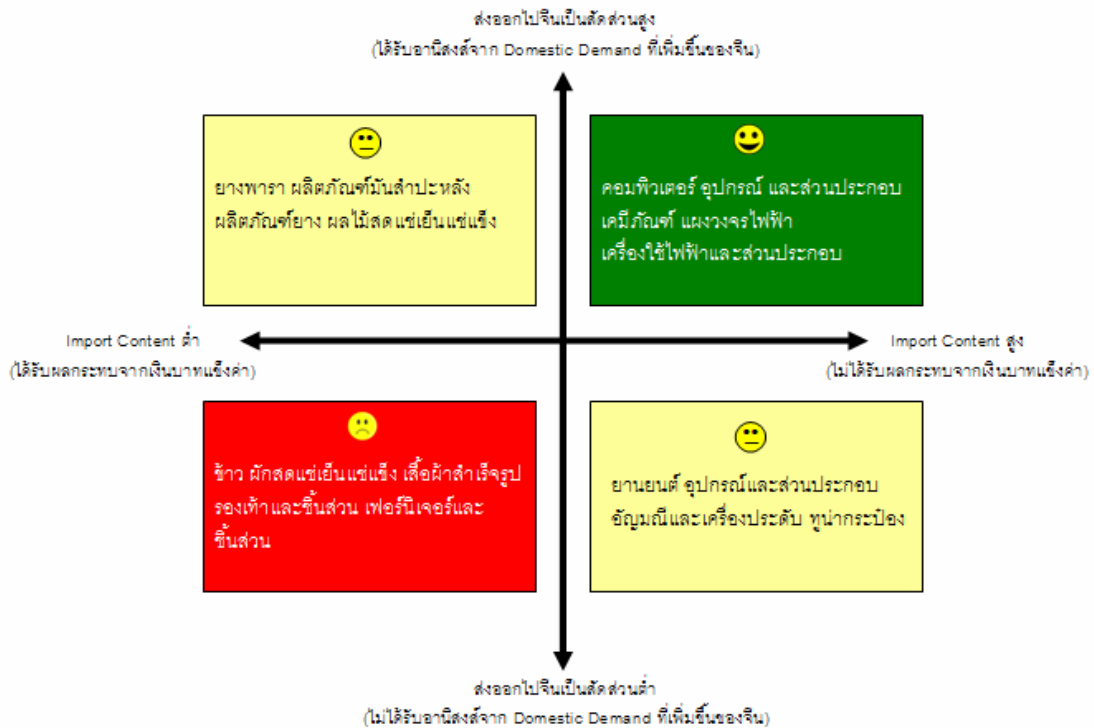 ส่งออกไปจีนเป็นสัดส่วนสูง
(ได้รับอานิสงส์จาก Domestic Demand ที่เพิ่มขึ้นของจีน)
ยางพารา ผลิตภัณฑ์มันสำปะหลัง
ผลิตภัณฑ์ยาง ผลไม้สดแช่เย็นแช่แข็ง
คอมพิวเตอร์ อุปกรณ์ และส่วนประกอบ
เคมีภัณฑ์ แผงวงจรไฟฟ้า
เครื่องใช้ไฟฟ้าและส่วนประกอบ
Import Content ต่ำ
(ได้รับผลกระทบจากเงินบาทแข็งค่า)
Import Content สูง
(ไม่ได้รับผลกระทบจากเงินบาทแข็งค่า)
ข้าว ผักสดแช่เย็นแช่แข็ง เสื้อผ้าสำเร็จรูป
รองเท้าและชิ้นส่วน เฟอร์นิเจอร์และ
ชิ้นส่วน
ยานยนต์ อุปกรณ์และส่วนประกอบ
อัญมณีและเครื่องประดับ ทูน่ากระป๋อง
ส่งออกไปจีนเป็นสัดส่วนต่ำ
(ไม่ได้รับอานิสงส์จาก Domestic Demand ที่เพิ่มขึ้นของจีน)